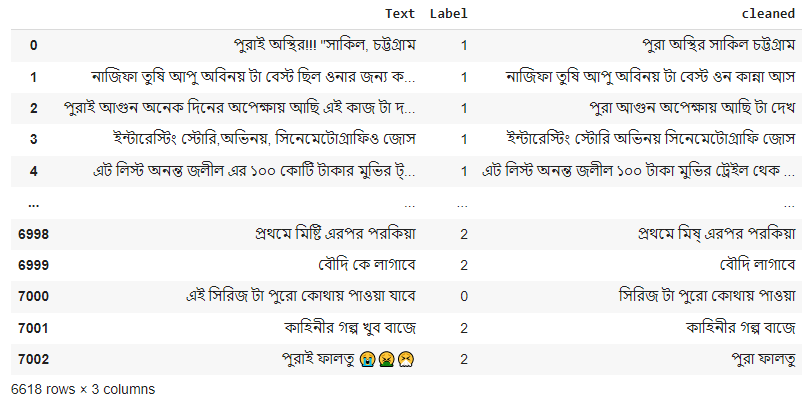 Text Label cleaned
0 পুরাই অস্থির!!! "সাকিল, চট্টগ্রাম 1 পুরা অস্থির সাকিল চট্টগ্রাম
1 নাজিফা তুষি আপু অবিনয় টা বেস্ট ছিল ওনার জন্য ক... 1 নাজিফা তুষি আপু অবিনয় টা বেস্ট ওন কান্না আস
2 পুরাই আগুন অনেক দিনের অপেক্ষায় আছি এই কাজ টা দ... 1 পুরা আগুন অপেক্ষায় আছি টা দেখ
3 ইন্টারেস্টিং স্টোরি,অভিনয়, সিনেমেটোগ্রাফিও জোস 1 ইন্টারেস্টিং স্টোরি অভিনয় সিনেমেটোগ্রাফি জোস
4 এট লিস্ট অনন্ত জলীল এর ১০০ কোটি টাকার মুভির ট্... 1 এট লিস্ট অনন্ত জলীল ১০০ টাকা মুভির ট্রেইল থেক ...
... ... ... ...
6998 প্রথমে মিষ্টি এরপর পরকিয়া 2 প্রথমে মিষ্ এরপর পরকিয়া
6999 বৌদি কে লাগাবে 2 বৌদি লাগাবে
7000 এই সিরিজ টা পুরো কোথায় পাওয়া যাবে 0 সিরিজ টা পুরো কোথায় পাওয়া
7001 কাহিনীর গল্প খুব বাজে 2 কাহিনীর গল্প বাজে
7002 পুরাই ফালতু 😭🤮🤧 2 পুরা ফালতু
6618 rows × 3 columns